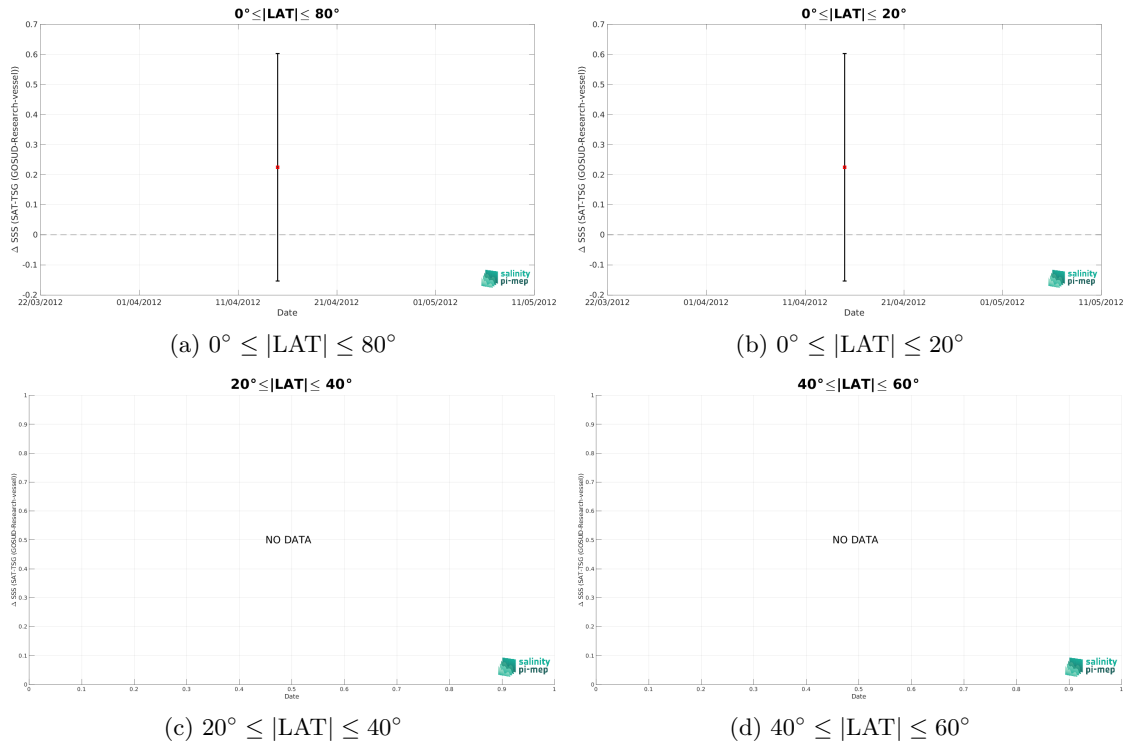 0°≤|LAT|≤ 80°
Δ SSS (SAT-TSG (GOSUD-Research-vessel))
0.7
0.6
0.5
0.4
0.3
0.2
0.1
0
-0.1
-0.2
22/03/2012 01/04/2012 11/04/2012 21/04/2012 01/05/2012 11/05/2012
Date
salinity
pi-mep
(a) 0° ≤ |LAT| ≤ 80°
0°≤|LAT|≤ 20°
Δ SSS (SAT-TSG (GOSUD-Research-vessel))
0.7
0.6
0.5
0.4
0.3
0.2
0.1
0
-0.1
-0.2
22/03/2012 01/04/2012 11/04/2012 21/04/2012 01/05/2012 11/05/2012
Date
salinity
pi-mep
(b) 0° ≤ |LAT| ≤ 20°
20°≤|LAT|≤ 40°
Δ SSS (SAT-TSG (GOSUD-Research-vessel))
1
0.9
0.8
0.7
0.6
0.5
0.4
0.3
0.2
0.1
0
NO DATA
0 0.1 0.2 0.3 0.4 0.5 0.6 0.7 0.8 0.9 1
Date
salinity
pi-mep
(c) 20° ≤ |LAT| ≤ 40°
40°≤|LAT|≤ 60°
Δ SSS (SAT-TSG (GOSUD-Research-vessel))
1
0.9
0.8
0.7
0.6
0.5
0.4
0.3
0.2
0.1
0
NO DATA
0 0.1 0.2 0.3 0.4 0.5 0.6 0.7 0.8 0.9 1
Date
salinity
pi-mep
(d) 40° ≤ |LAT| ≤ 60°